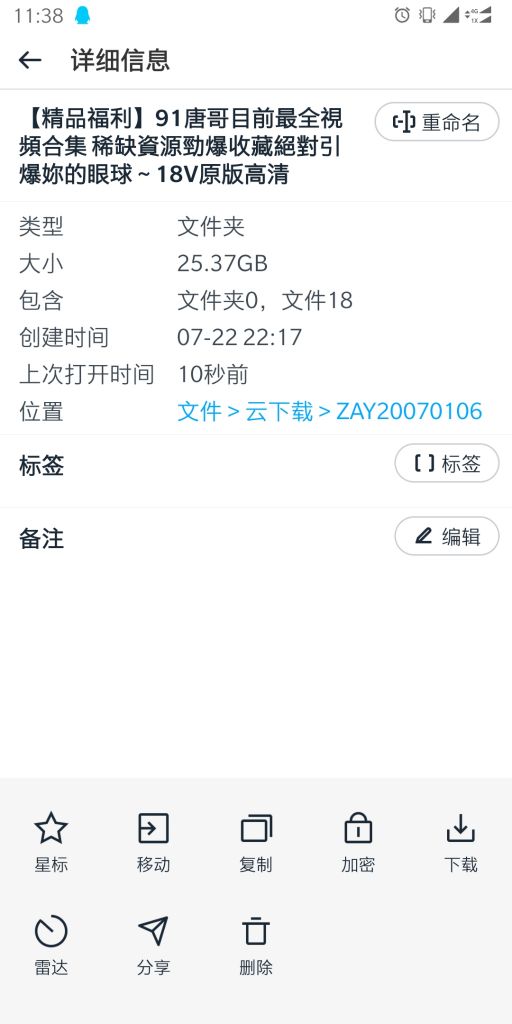 11:38
4G
1X
详细信息
【精品福利】91唐哥目前最全視
頻合集 稀缺資源勁爆收藏絕對引
爆妳的眼球 ~ 18V原版高清
重命名
类型 文件夹
大小 25.37GB
包含 文件夹0，文件18
创建时间 07-22 22:17
上次打开时间 10秒前
位置 文件 > 云下载 > ZAY20070106
标签 标签
备注 编辑
星标 移动 复制 加密 下载
雷达 分享 删除